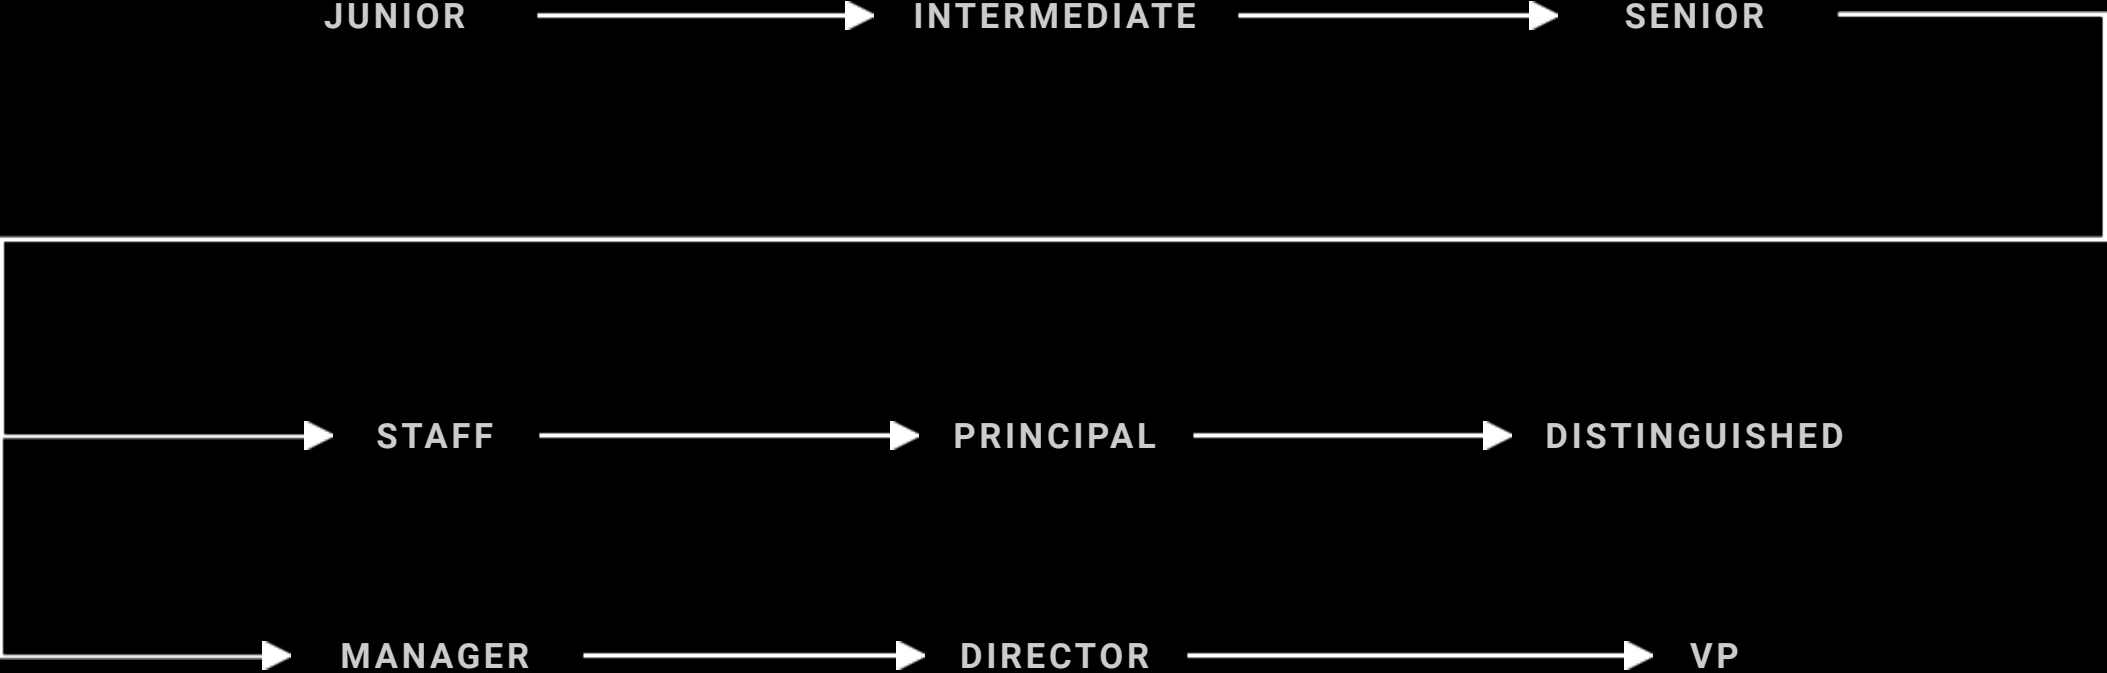 JUNIOR INTERMEDIATE SENIOR
STAFF PRINCIPAL DISTINGUISHED
MANAGER DIRECTOR VP